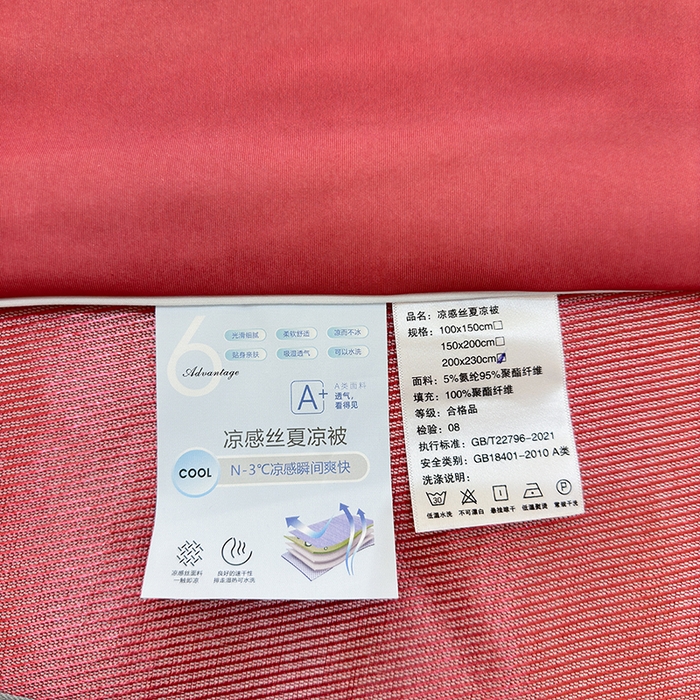 6
Advantage
光滑细腻 柔软舒适 凉而不冰
贴身亲肤 吸湿透气 可以水洗
A+
A类面料
透气,
看得见
凉感丝夏凉被
COOL
N-3℃凉感瞬间爽快
凉感丝面料
一触即凉
良好的速干性
排走湿热可水洗
品名: 凉感丝夏凉被
规格: 100x150cm
150x200cm
200x230cm
面料: 5%氨纶95%聚酯纤维
填充: 100%聚酯纤维
等级: 合格品
检验: 08
执行标准: GB/T22796-2021
安全类别: GB18401-2010 A类
洗涤说明:
30
P
低温水洗 不可漂白 悬挂晾干 低温熨烫 常规干洗